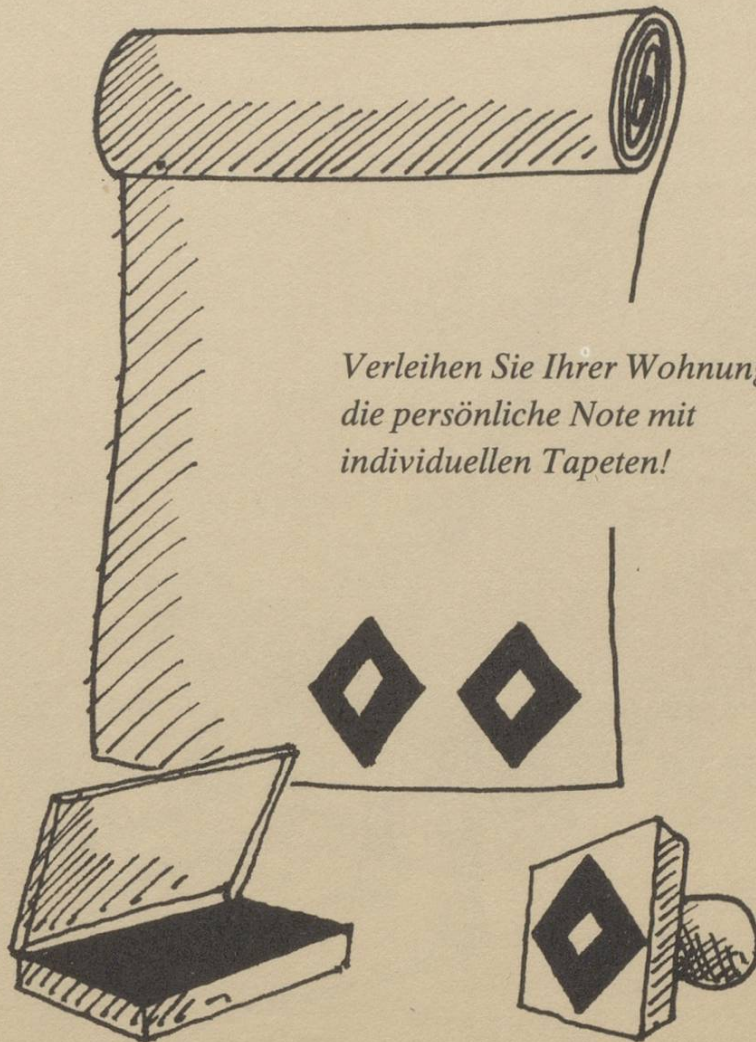 Verleihen Sie Ihrer Wohnung
die persönliche Note mit
individuellen Tapeten!